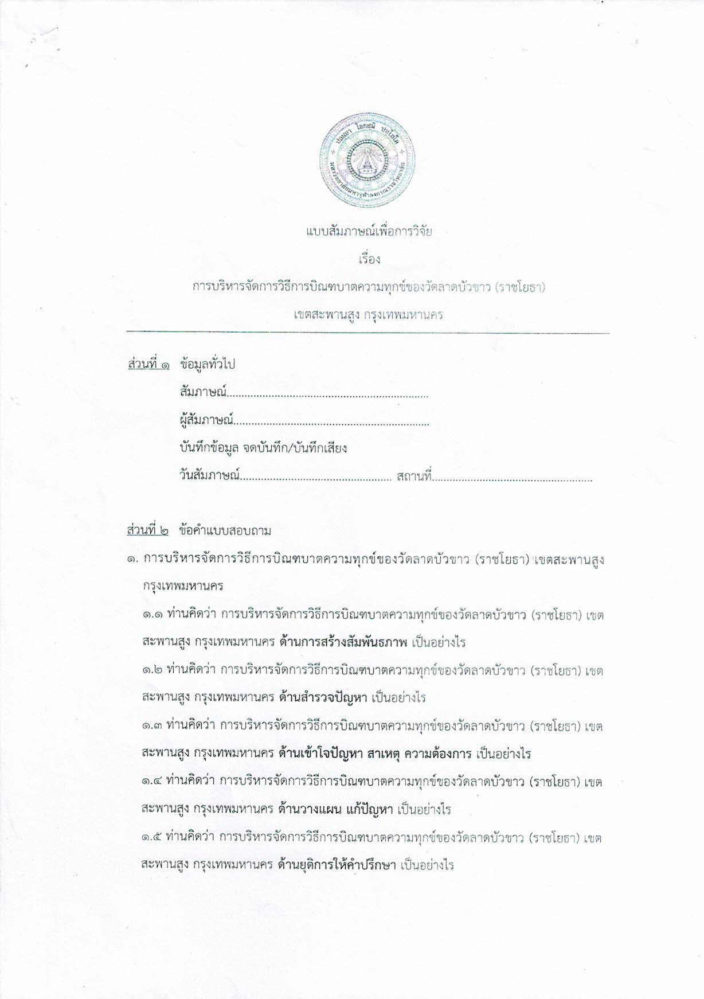 ปญฺญา โลกสฺมิ ปชฺโชโต
มหาวิทยาลัยมหาจุฬาลงกรณราชวิทยาลัย
แบบสัมภาษณ์เพื่อการวิจัย
เรื่อง
การบริหารจัดการวิธีการบิณฑบาตความทุกข์ของวัดลาดบัวขาว (ราชโยธา)
เขตสะพานสูง กรุงเทพมหานคร
ส่วนที่ ๑ ข้อมูลทั่วไป
สัมภาษณ์...................................................................
ผู้สัมภาษณ์.................................................................
บันทึกข้อมูล จดบันทึก/บันทึกเสียง
วันสัมภาษณ์................................................... สถานที่.....................................................
ส่วนที่ ๒ ข้อคำแบบสอบถาม
๑. การบริหารจัดการวิธีการบิณฑบาตความทุกข์ของวัดลาดบัวขาว (ราชโยธา) เขตสะพานสูง
กรุงเทพมหานคร
๑.๑ ท่านคิดว่า การบริหารจัดการวิธีการบิณฑบาตความทุกข์ของวัดลาดบัวขาว (ราชโยธา) เขต
สะพานสูง กรุงเทพมหานคร ด้านการสร้างสัมพันธภาพ เป็นอย่างไร
๑.๒ ท่านคิดว่า การบริหารจัดการวิธีการบิณฑบาตความทุกข์ของวัดลาดบัวขาว (ราชโยธา) เขต
สะพานสูง กรุงเทพมหานคร ด้านสำรวจปัญหา เป็นอย่างไร
๑.๓ ท่านคิดว่า การบริหารจัดการวิธีการบิณฑบาตความทุกข์ของวัดลาดบัวขาว (ราชโยธา) เขต
สะพานสูง กรุงเทพมหานคร ด้านเข้าใจปัญหา สาเหตุ ความต้องการ เป็นอย่างไร
๑.๔ ท่านคิดว่า การบริหารจัดการวิธีการบิณฑบาตความทุกข์ของวัดลาดบัวขาว (ราชโยธา) เขต
สะพานสูง กรุงเทพมหานคร ด้านวางแผน แก้ปัญหา เป็นอย่างไร
๑.๕ ท่านคิดว่า การบริหารจัดการวิธีการบิณฑบาตความทุกข์ของวัดลาดบัวขาว (ราชโยธา) เขต
สะพานสูง กรุงเทพมหานคร ด้านยุติการให้คำปรึกษา เป็นอย่างไร